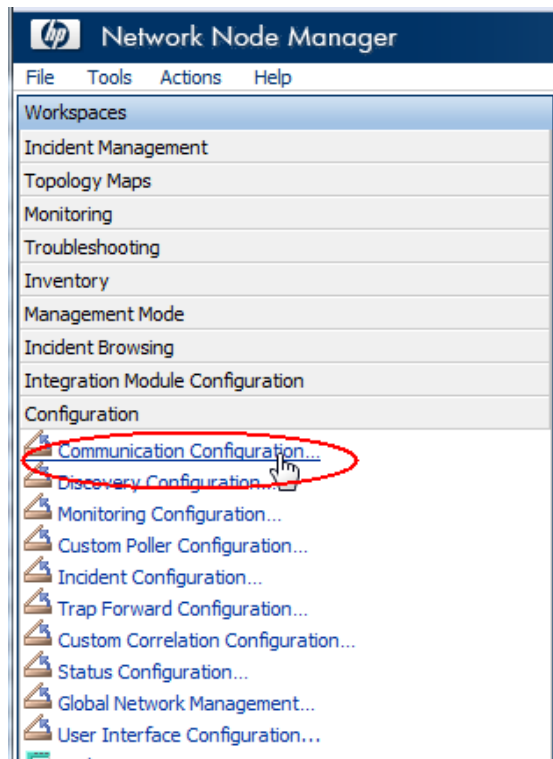 hp Network Node Manager
File Tools Actions Help
Workspaces
Incident Management
Topology Maps
Monitoring
Troubleshooting
Inventory
Management Mode
Incident Browsing
Integration Module Configuration
Configuration
Communication Configuration...
Discovery Configuration...
Monitoring Configuration...
Custom Poller Configuration...
Incident Configuration...
Trap Forward Configuration...
Custom Correlation Configuration...
Status Configuration...
Global Network Management...
User Interface Configuration...